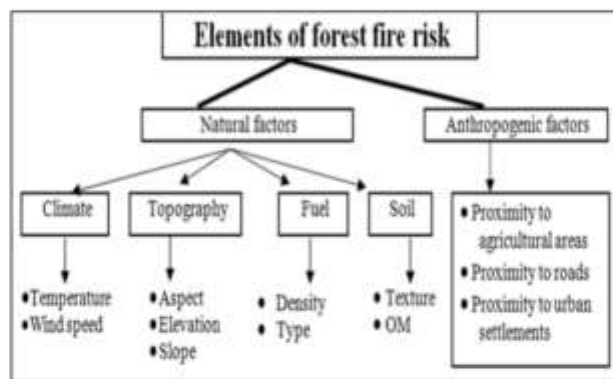 Elements of forest fire risk
Natural factors
Anthropogenic factors
Climate
Topography
Fuel
Soil
•Temperature
•Wind speed
•Aspect
•Elevation
•Slope
• Density
• Type
• Texture
• OM
•Proximity to
agricultural areas
•Proximity to roads
•Proximity to urban
settlements